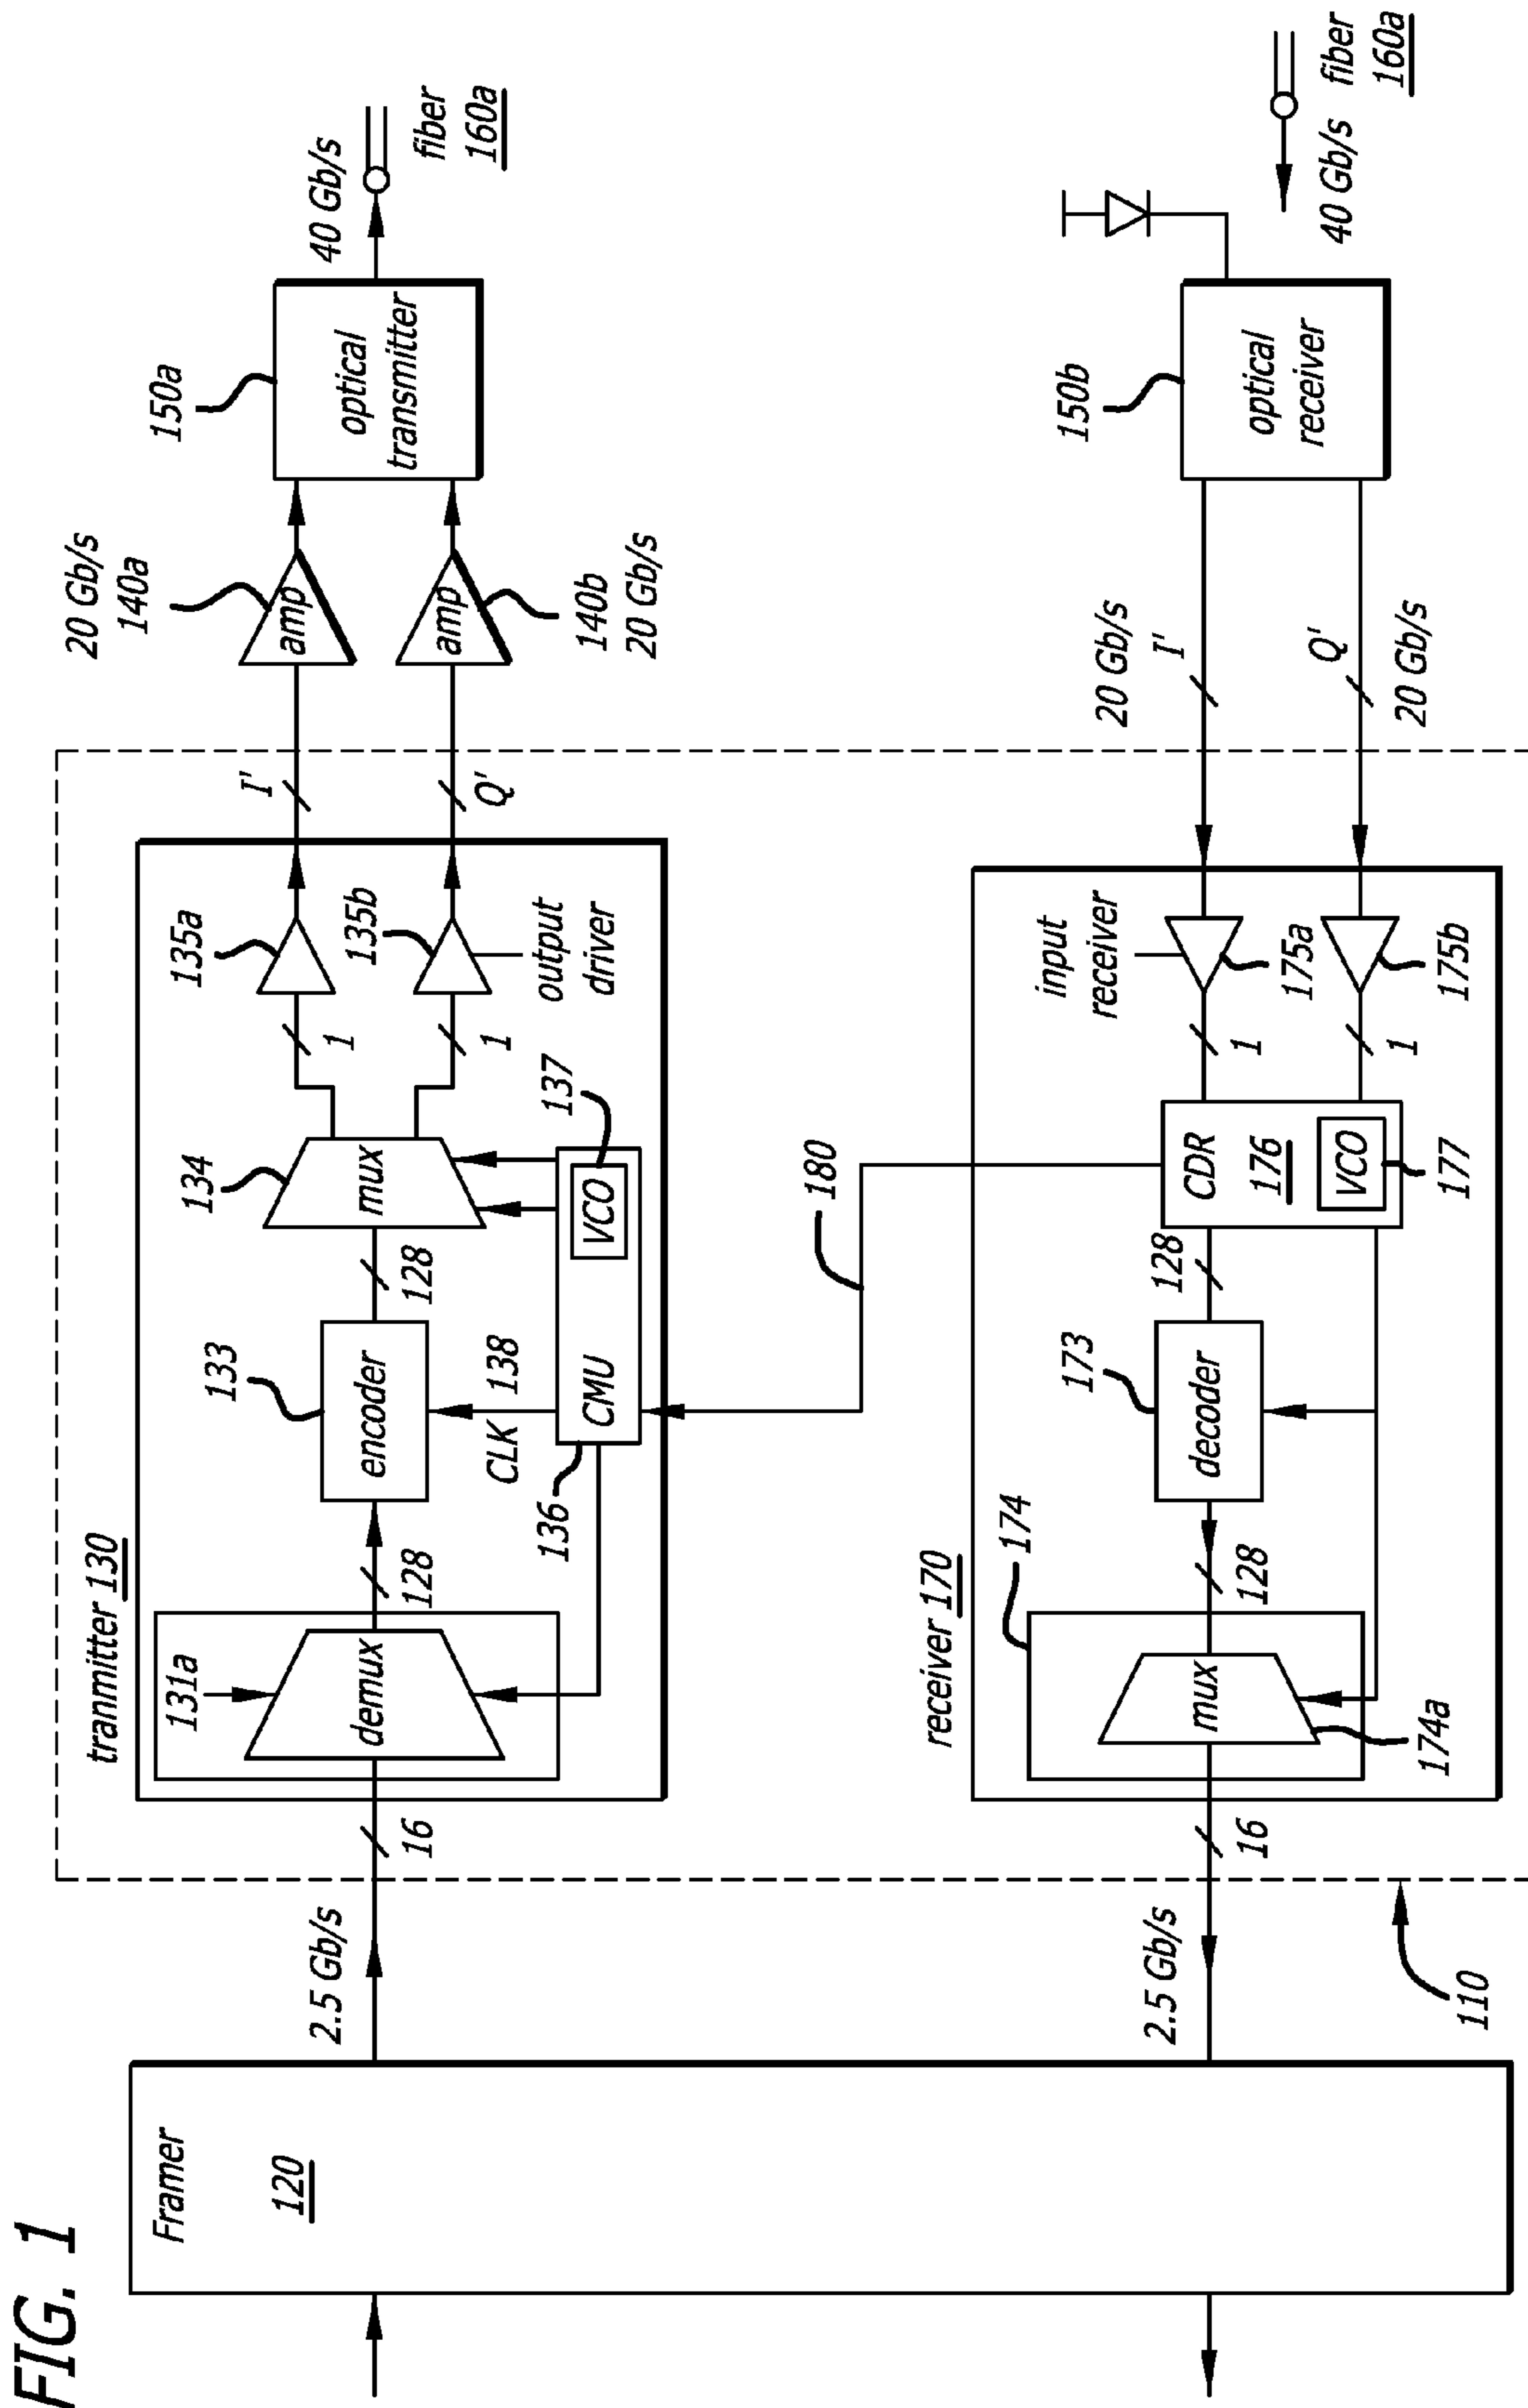 FIG. 1
Framer
120
2.5 Gb/s
16
tranmitter 130
131a
demux
128
133
encoder
CLK 138
136
CMU
VCO
137
128
134
mux
1
1
135a
135b
output
driver
I'
Q'
20 Gb/s
140a
amp
amp
140b
20 Gb/s
150a
optical
transmitter
40 Gb/s
fiber
160a
180
2.5 Gb/s
110
16
receiver 170
174
mux
174a
128
173
decoder
128
CDR
176
VCO
177
1
1
input
receiver
175a
175b
20 Gb/s
I'
Q'
20 Gb/s
150b
optical
receiver
40 Gb/s
fiber
160a